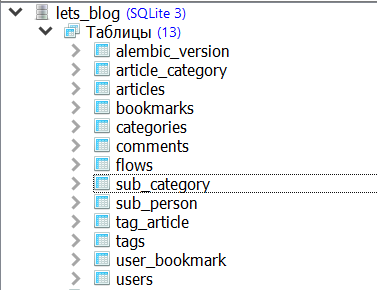 lets_blog (SQLite 3)
Таблицы (13)
alembic_version
article_category
articles
bookmarks
categories
comments
flows
sub_category
sub_person
tag_article
tags
user_bookmark
users